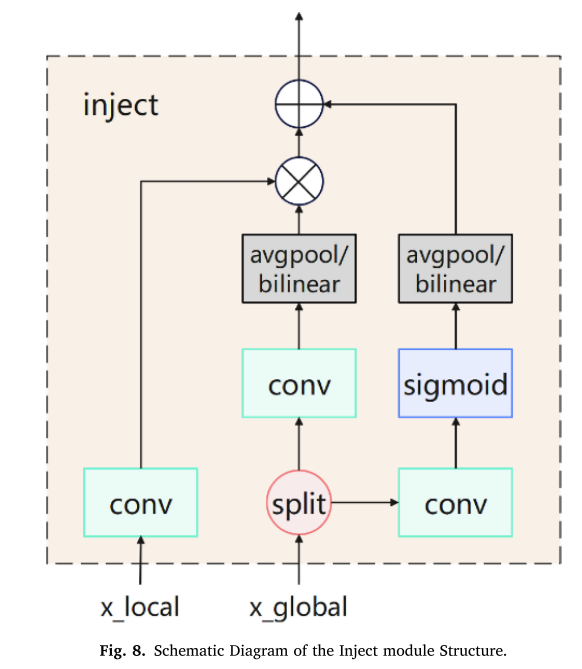 inject
avgpool/
bilinear
avgpool/
bilinear
conv
sigmoid
conv
split
conv
x_local
x_global
Fig. 8. Schematic Diagram of the Inject module Structure.